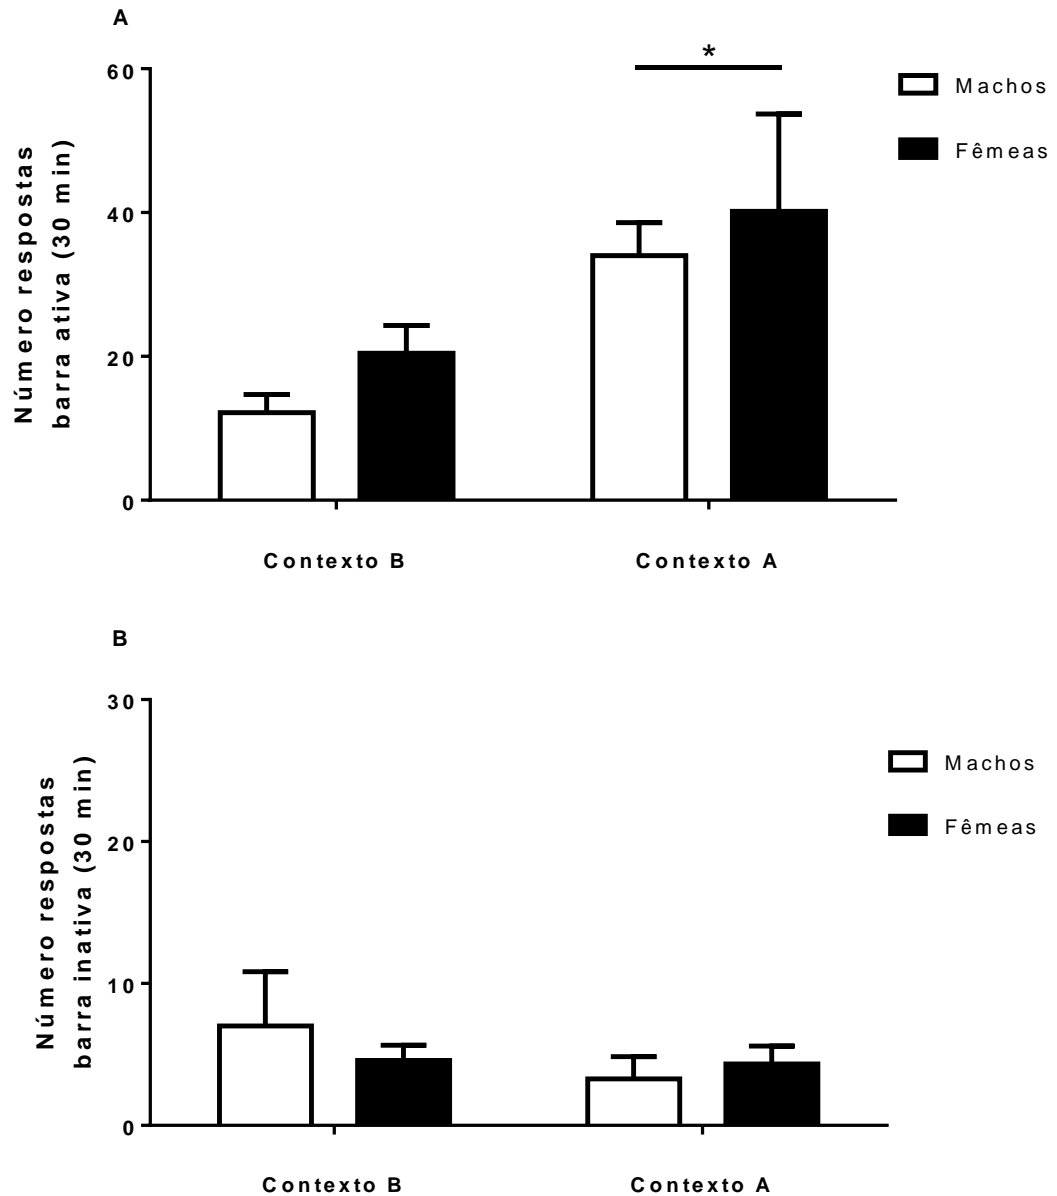 A
*
60
40
20
0
Número respostas
barra ativa (30 min)
Machos
Fêmeas
Contexto B
Contexto A
B
30
20
10
0
Número respostas
barra inativa (30 min)
Machos
Fêmeas
Contexto B
Contexto A